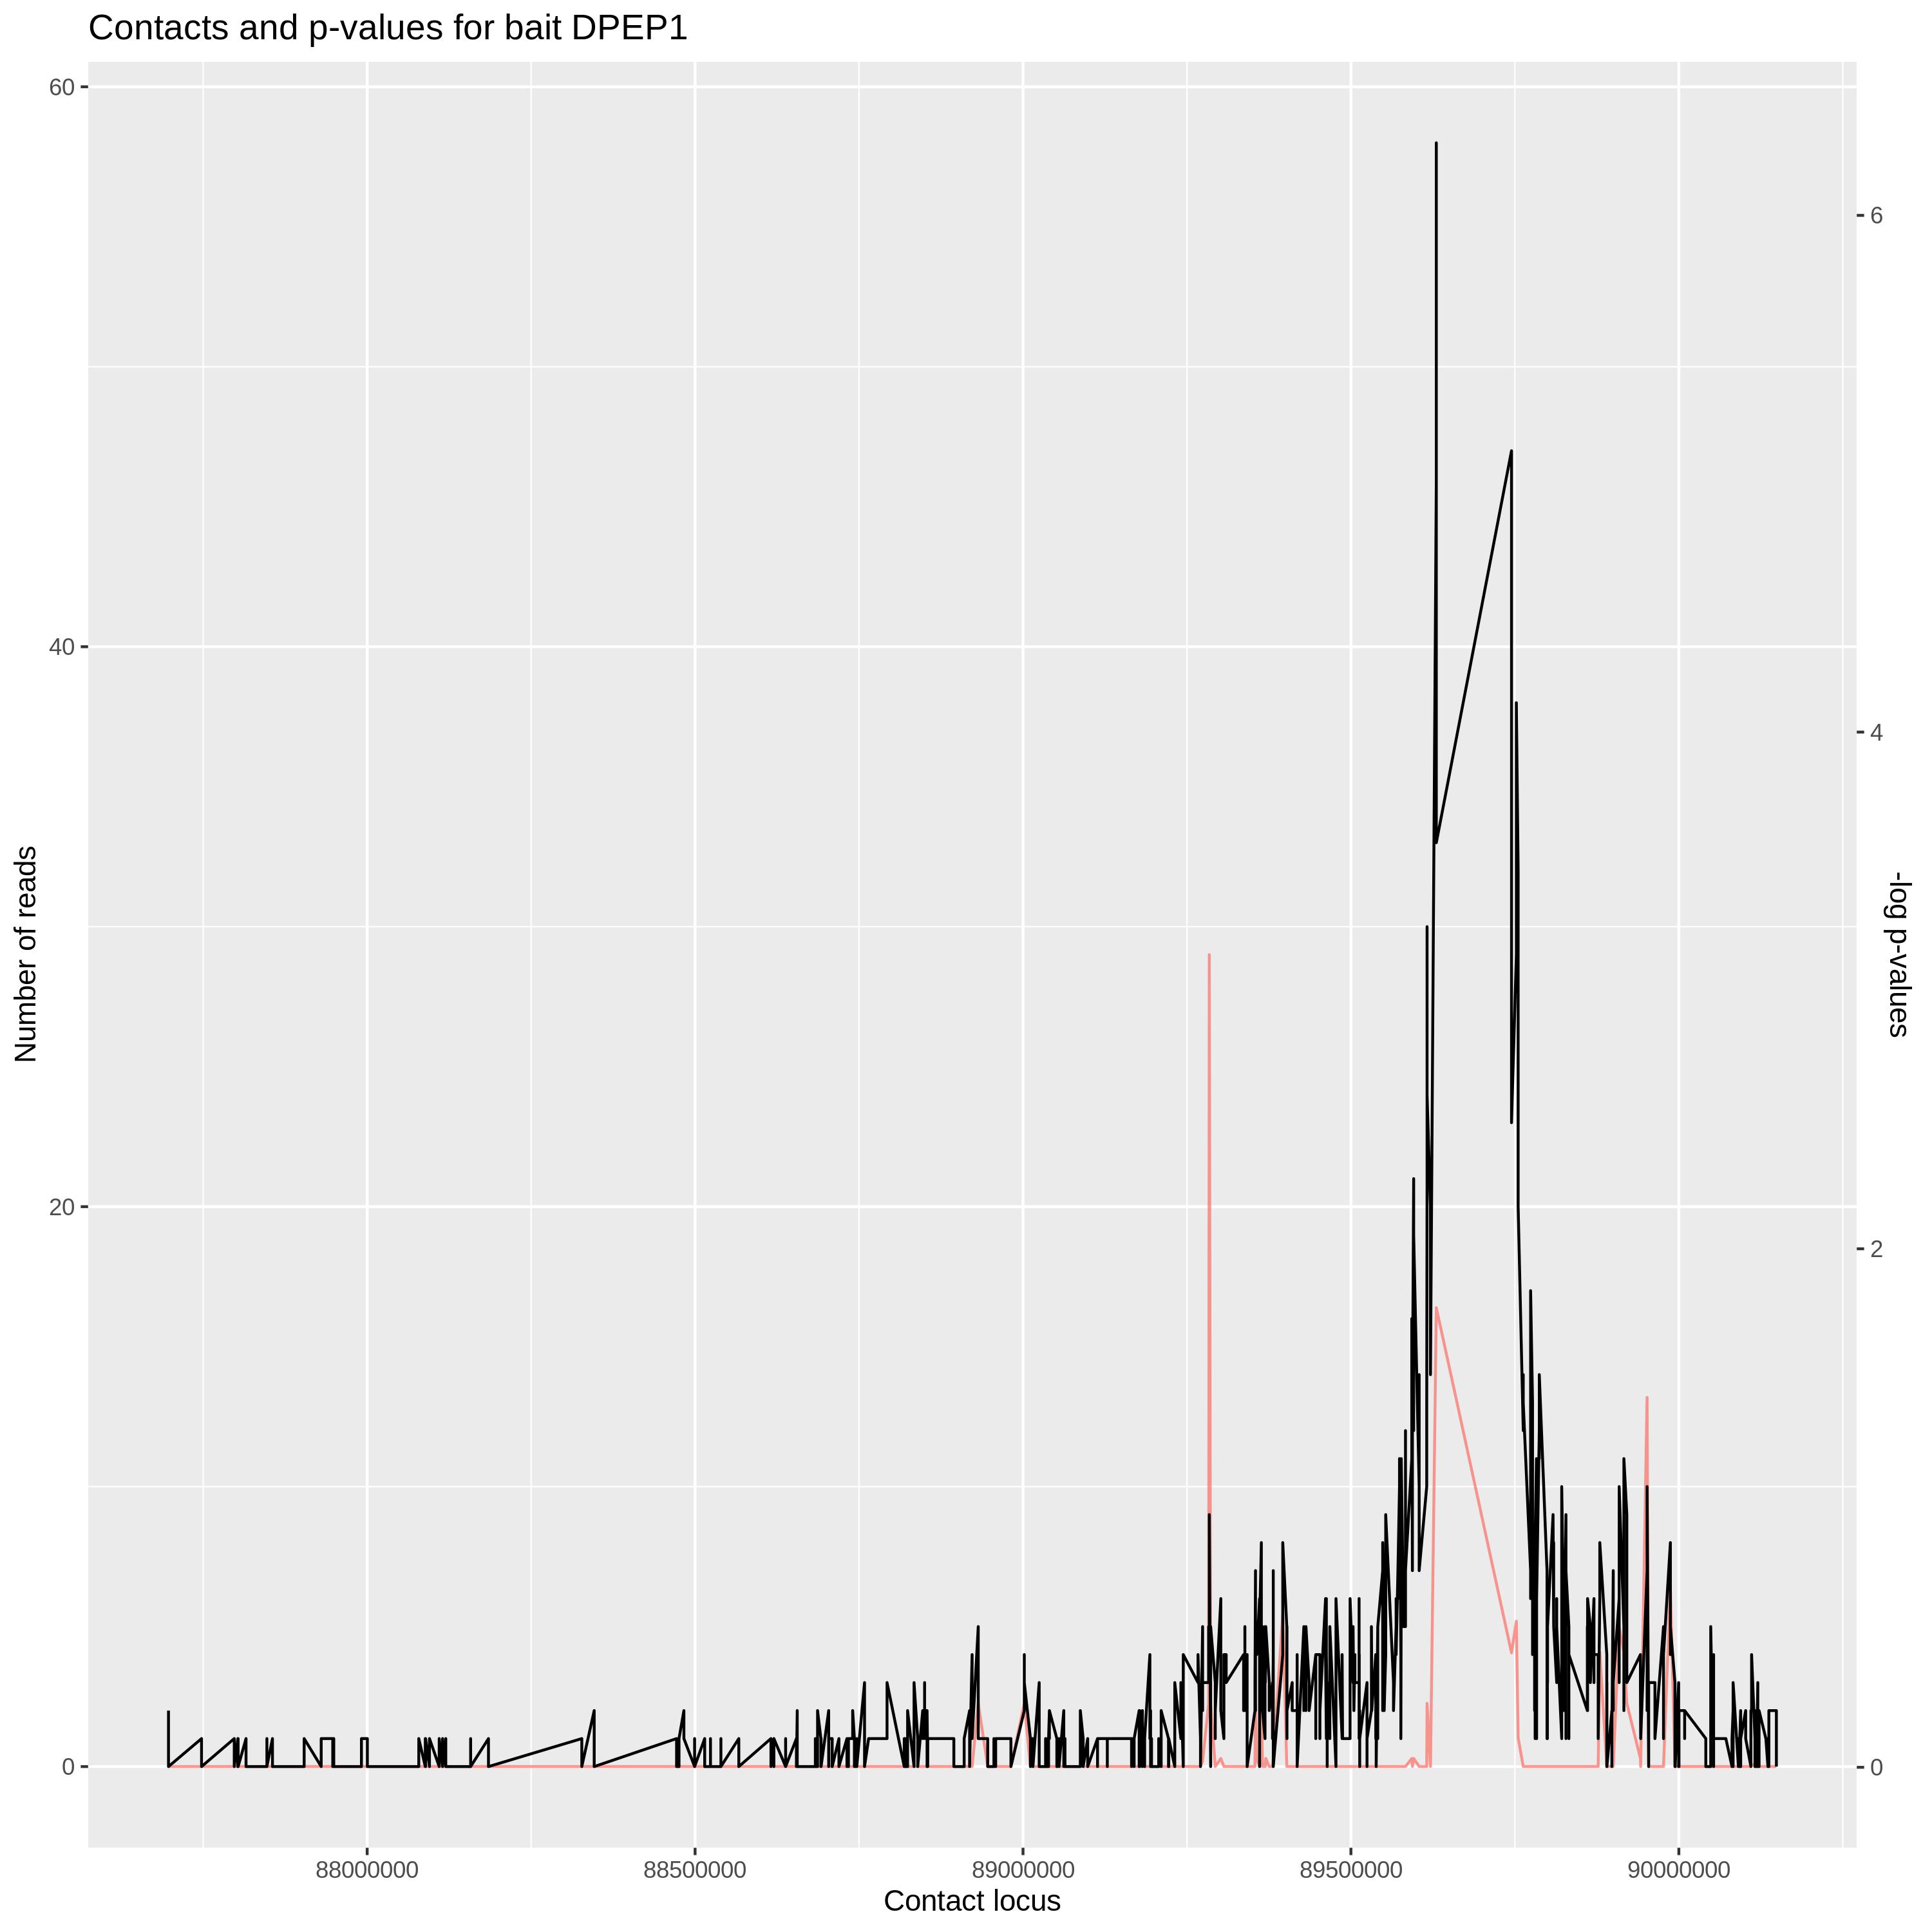 Contacts and p-values for bait DPEP1
60
40
20
0
Number of reads
6
4
2
0
-log p-values
88000000 88500000 89000000 89500000 90000000
Contact locus